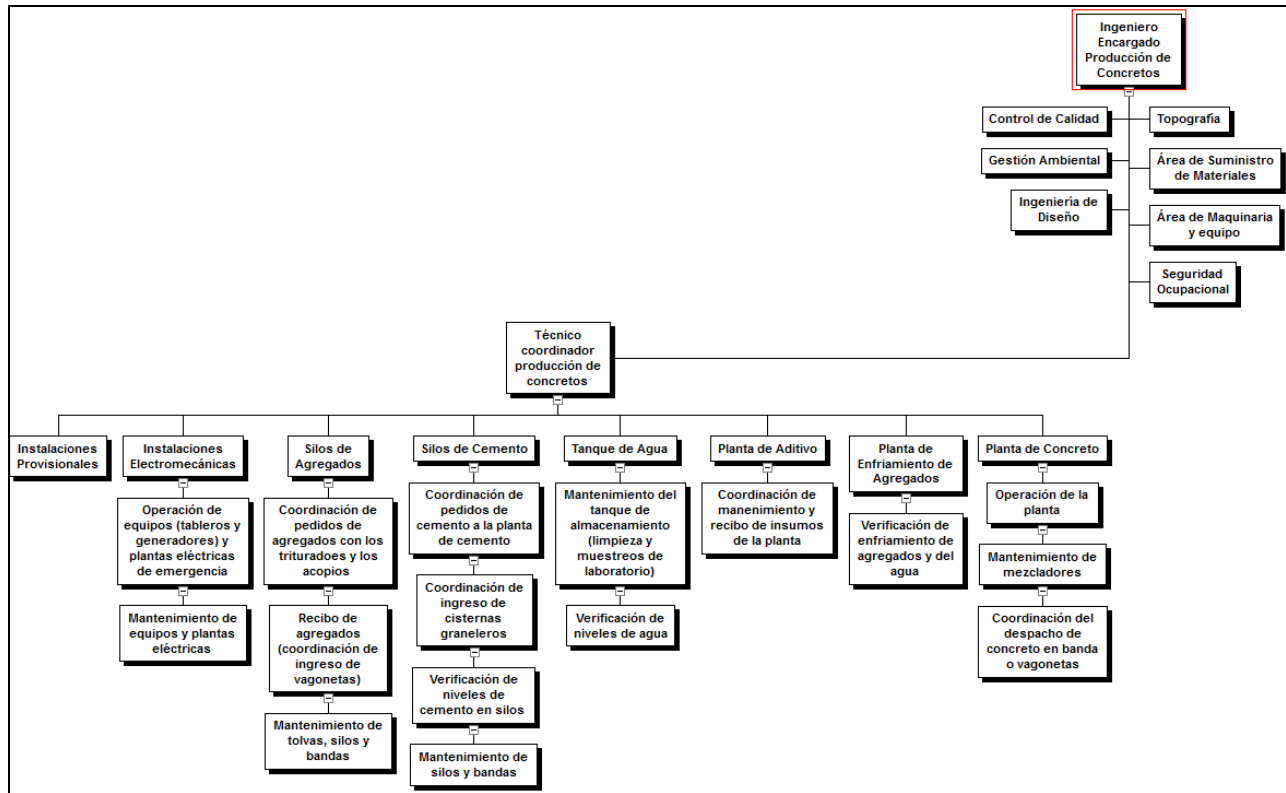 Ingeniero
Encargado
Producción de
Concretos
Control de Calidad
Topografía
Gestión Ambiental
Área de Suministro
de Materiales
Ingeniería de
Diseño
Área de Maquinaria
y equipo
Seguridad
Ocupacional
Técnico
coordinador
producción de
concretos
Instalaciones
Provisionales
Instalaciones
Electromecánicas
Operación de
equipos (tableros y
generadores) y
plantas eléctricas
de emergencia
Mantenimiento de
equipos y plantas
eléctricas
Silos de
Agregados
Coordinación de
pedidos de
agregados con los
trituradoes y los
acopios
Recibo de
agregados
(coordinación de
ingreso de
vagonetas)
Mantenimiento de
tolvas, silos y
bandas
Silos de Cemento
Coordinación de
pedidos de
cemento a la planta
de cemento
Coordinación de
ingreso de
cisternas
graneleros
Verificación de
niveles de
cemento en silos
Mantenimiento de
silos y bandas
Tanque de Agua
Mantenimiento del
tanque de
almacenamiento
(limpieza y
muestreos de
laboratorio)
Verificación de
niveles de agua
Planta de Aditivo
Coordinación de
manenimiento y
recibo de insumos
de la planta
Planta de
Enfriamiento de
Agregados
Verificación de
enfriamiento de
agregados y del
agua
Planta de Concreto
Operación de la
planta
Mantenimiento de
mezcladores
Coordinación del
despacho de
concreto en banda
o vagonetas